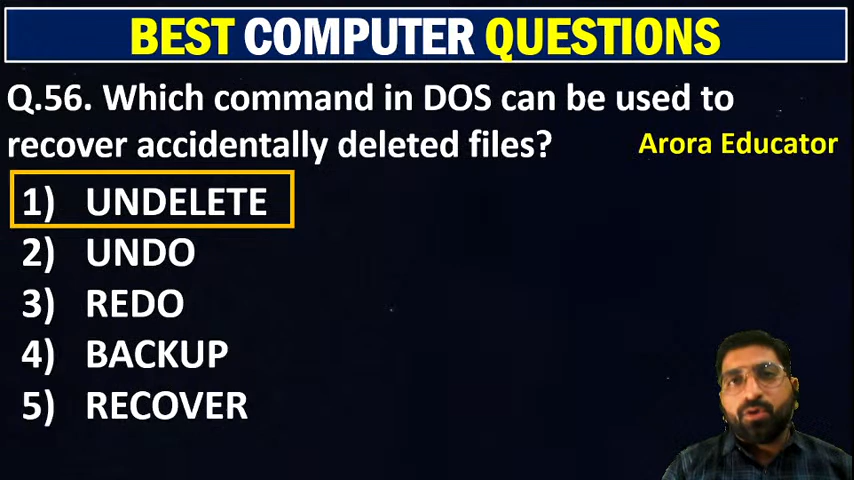 BEST COMPUTER QUESTIONS
Q.56. Which command in DOS can be used to
recover accidentally deleted files?
Arora Educator
1) UNDELETE
2) UNDO
3) REDO
4) BACKUP
5) RECOVER